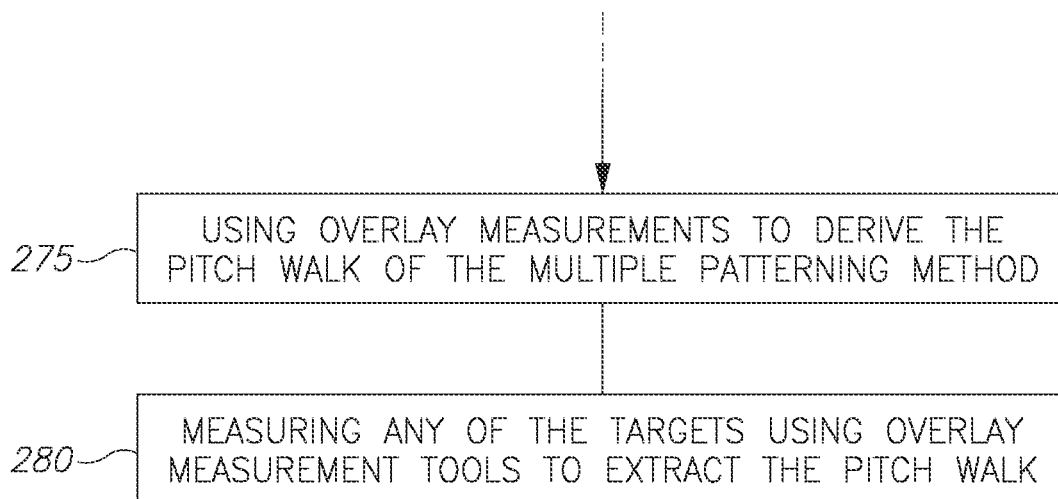 275
USING OVERLAY MEASUREMENTS TO DERIVE THE
PITCH WALK OF THE MULTIPLE PATTERNING METHOD
280
MEASURING ANY OF THE TARGETS USING OVERLAY
MEASUREMENT TOOLS TO EXTRACT THE PITCH WALK